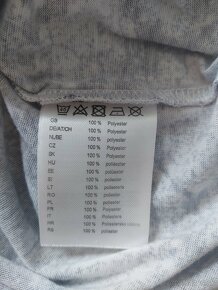 GB 100 % Polyester
DE/AT/CH 100 % Polyester
NL/BE 100 % Polyester
CZ 100 % Polyester
SK 100 % Polyester
HU 100 % poliészter
EE 100 % polüester
SI 100 % poliester
LT 100 % poliesteris
RO 100 % poliester
PL 100 % poliester
FR 100 % polyester
IT 100 % poliestere
HR 100 %
RS 100 %